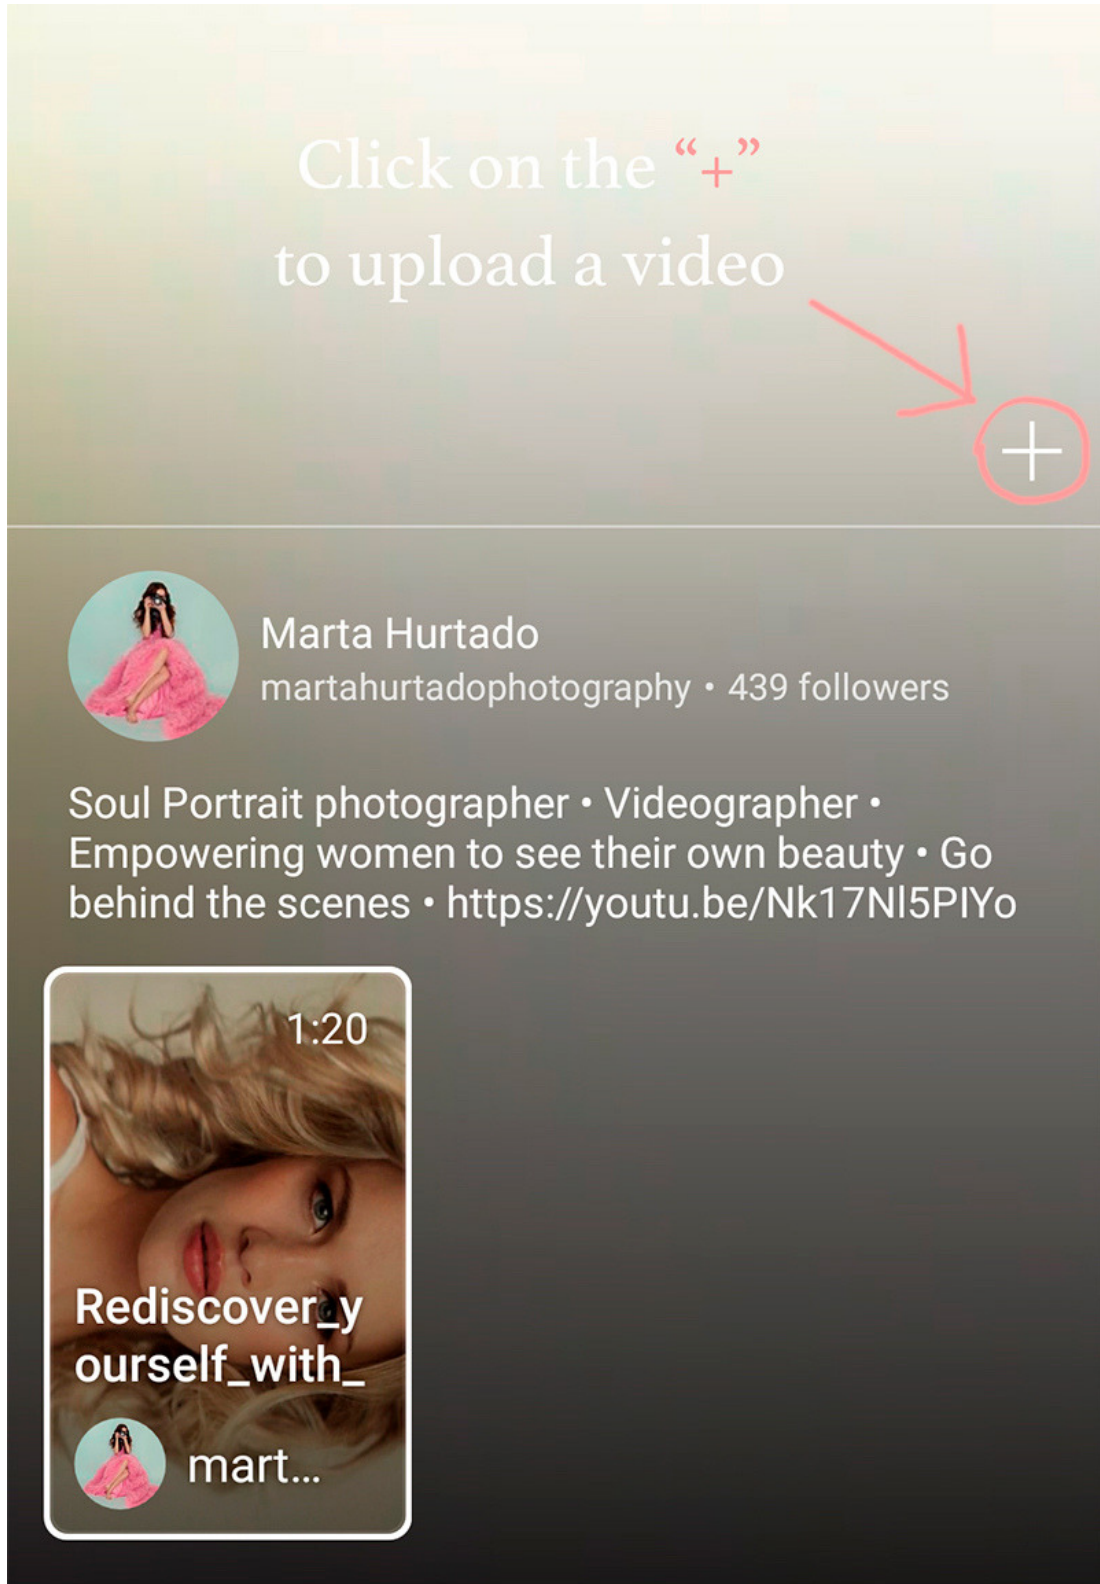 Click on the “+”
to upload a video
+
Marta Hurtado
martahurtadophotography • 439 followers
Soul Portrait photographer • Videographer •
Empowering women to see their own beauty • Go
behind the scenes • https://youtu.be/Nk17Nl5PIYo
1:20
Rediscover_y
ourself_with_
mart...